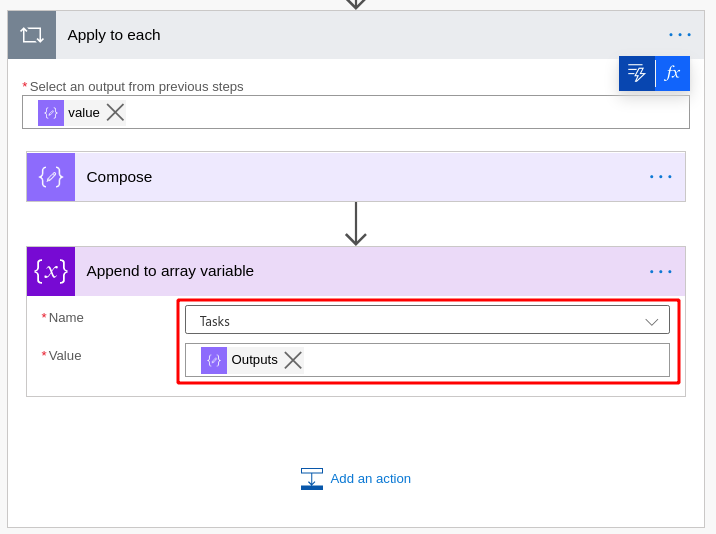 Apply to each
fx
* Select an output from previous steps
value
Compose
{x} Append to array variable
* Name
Tasks
* Value
Outputs
Add an action